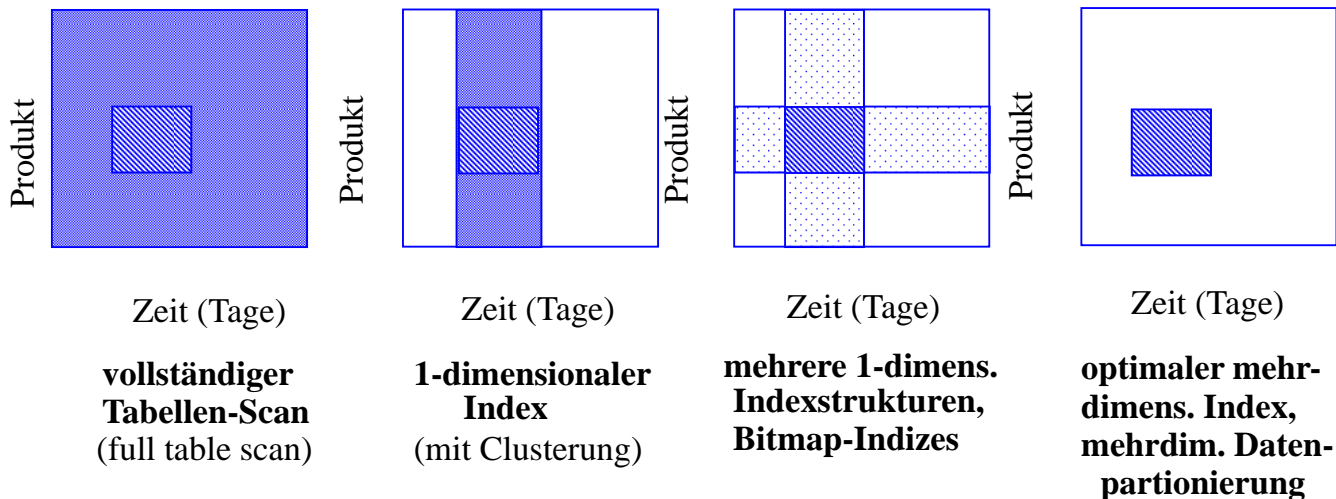 Produkt
Zeit (Tage)
vollständiger
Tabellen-Scan
(full table scan)
Produkt
Zeit (Tage)
1-dimensionaler
Index
(mit Clusterung)
Produkt
Zeit (Tage)
mehrere 1-dimens.
Indexstrukturen,
Bitmap-Indizes
Produkt
Zeit (Tage)
optimaler mehr-
dimens. Index,
mehrdim. Daten-
partionierung